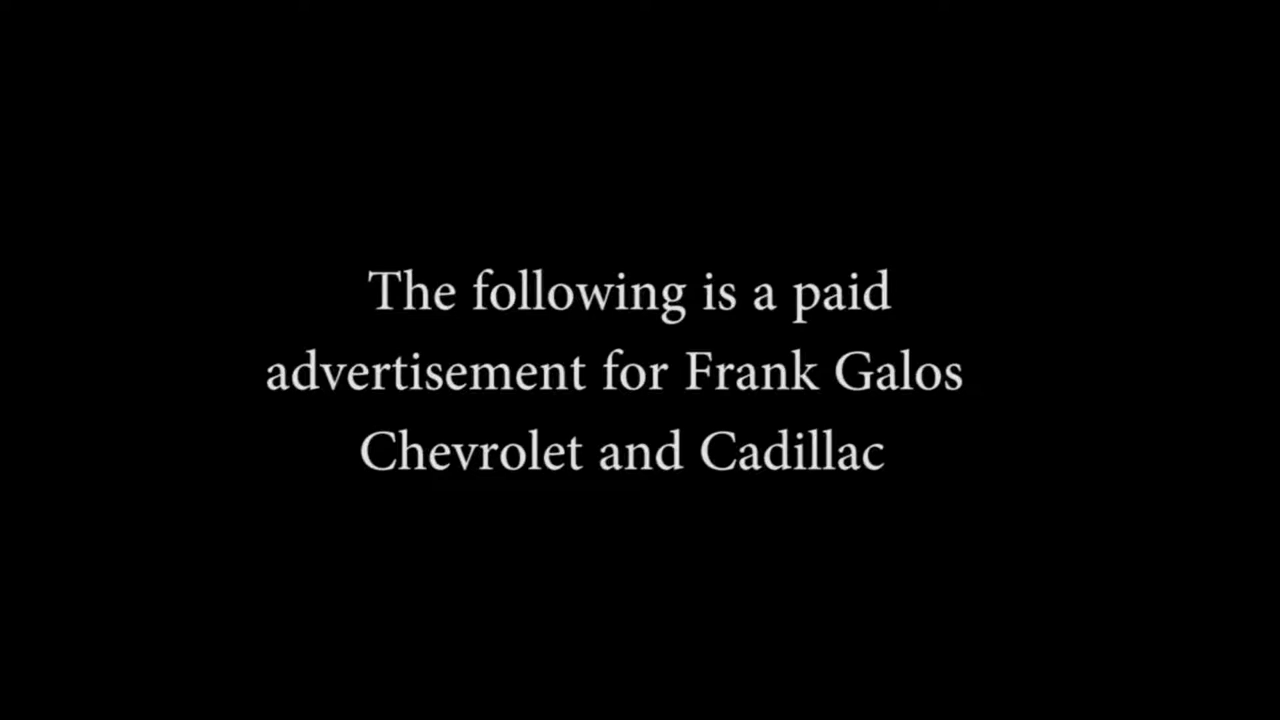 The following is a paid
advertisement for Frank Galos
Chevrolet and Cadillac